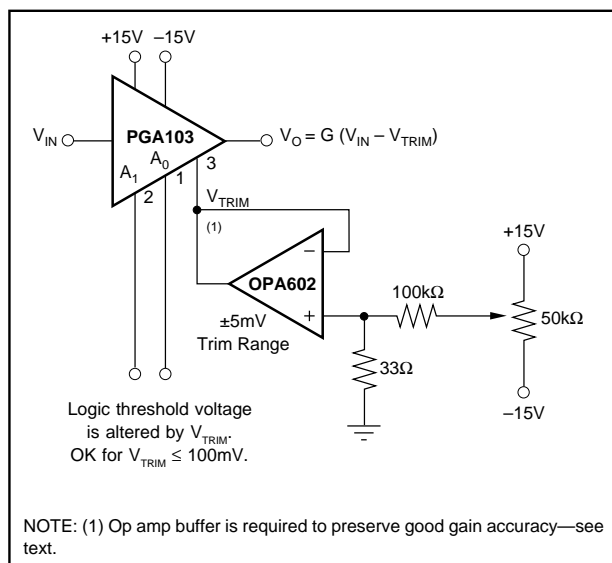 +15V
–15V
V_IN
PGA103
V_O = G (V_IN – V_TRIM)
A_1
A_0
1
2
3
V_TRIM
(1)
–
OPA602
+
±5mV
Trim Range
100kΩ
+15V
50kΩ
33Ω
–15V
Logic threshold voltage
is altered by V_TRIM.
OK for V_TRIM ≤ 100mV.
NOTE: (1) Op amp buffer is required to preserve good gain accuracy—see
text.